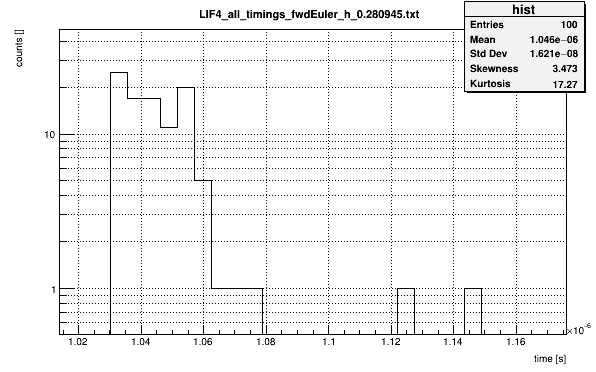 LIF4_all_timings_fwdEuler_h_0.280945.txt
hist
Entries 100
Mean 1.046e−06
Std Dev 1.621e−08
Skewness 3.473
Kurtosis 17.27
counts []
10
1
1.02 1.04 1.06 1.08 1.1 1.12 1.14 1.16
×10⁻⁶
time [s]